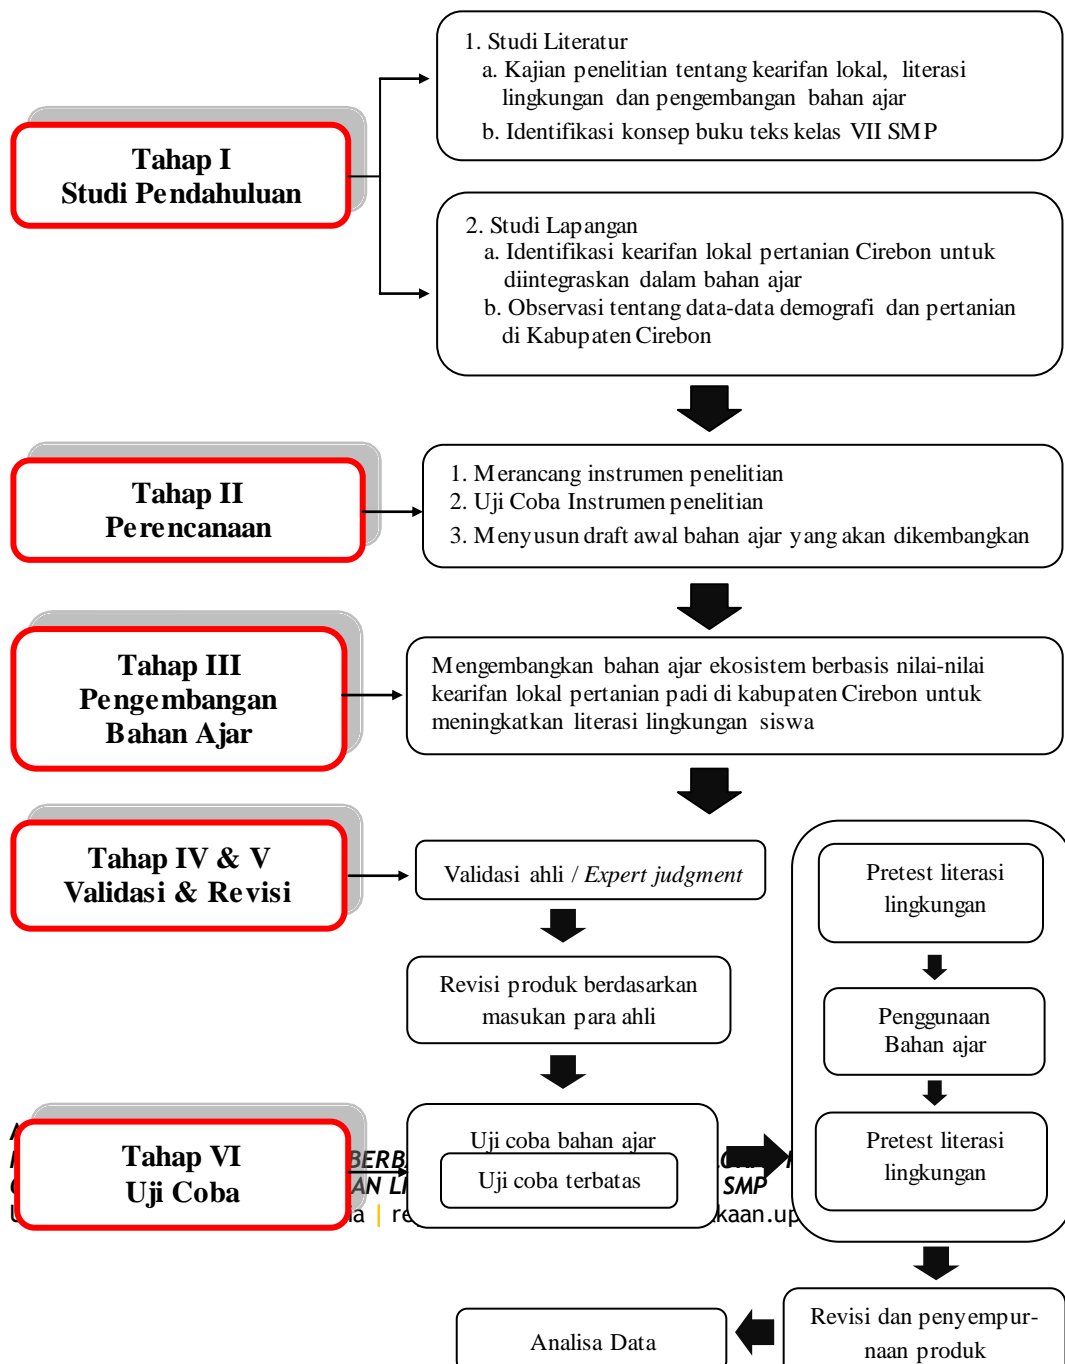 1. Studi Literatur
a. Kajian penelitian tentang kearifan lokal, literasi
lingkungan dan pengembangan bahan ajar
b. Identifikasi konsep buku teks kelas VII SMP
Tahap I
Studi Pendahuluan
2. Studi Lapangan
a. Identifikasi kearifan lokal pertanian Cirebon untuk
diintegraskan dalam bahan ajar
b. Observasi tentang data-data demografi dan pertanian
di Kabupaten Cirebon
Tahap II
Perencanaan
1. Merancang instrumen penelitian
2. Uji Coba Instrumen penelitian
3. Menyusun draft awal bahan ajar yang akan dikembangkan
Tahap III
Pengembangan
Bahan Ajar
Mengembangkan bahan ajar ekosistem berbasis nilai-nilai
kearifan lokal pertanian padi di kabupaten Cirebon untuk
meningkatkan literasi lingkungan siswa
Tahap IV & V
Validasi & Revisi
Validasi ahli / Expert judgment
Revisi produk berdasarkan
masukan para ahli
Pretest literasi
lingkungan
Penggunaan
Bahan ajar
Pretest literasi
lingkungan
Tahap VI
Uji Coba
Uji coba bahan ajar
Uji coba terbatas
SMP
Revisi dan penyempur-
naan produk
Analisa Data